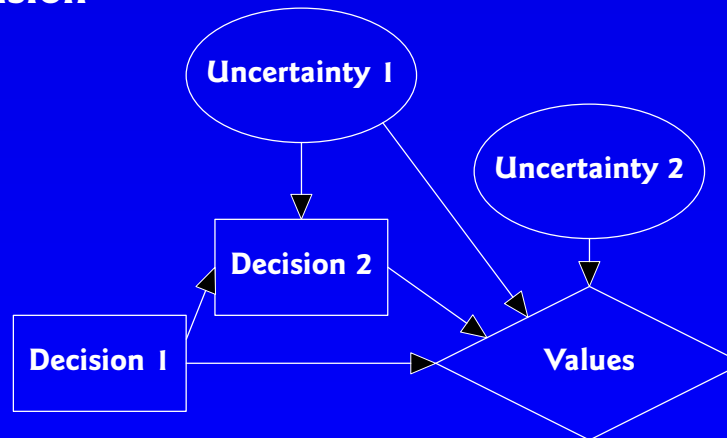 Uncertainty 1
Uncertainty 2
Decision 2
Decision 1
Values